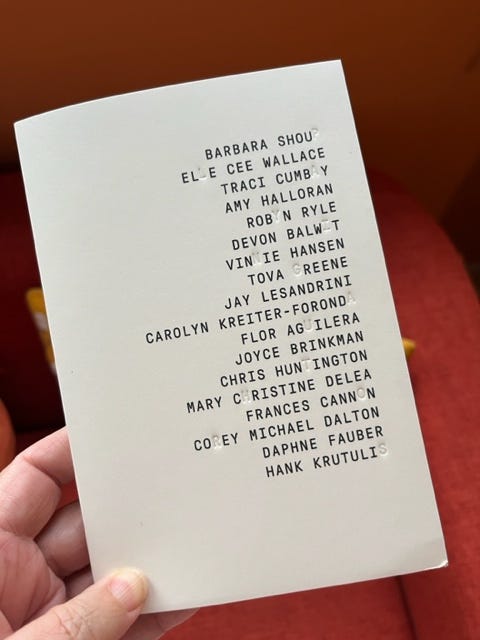 BARBARA SHOUP
ELLE CEE WALLACE
TRACI CUMBAY
AMY HALLORAN
ROBYN RYLE
DEVON BALWIT
VINNIE HANSEN
TOVA GREENE
JAY LESANDRINI
CAROLYN KREITER-FORONDA
FLOR AGUILERA
JOYCE BRINKMAN
CHRIS HUNTINGTON
MARY CHRISTINE DELEA
FRANCES CANNON
COREY MICHAEL DALTON
DAPHNE FAUBER
HANK KRUTULIS